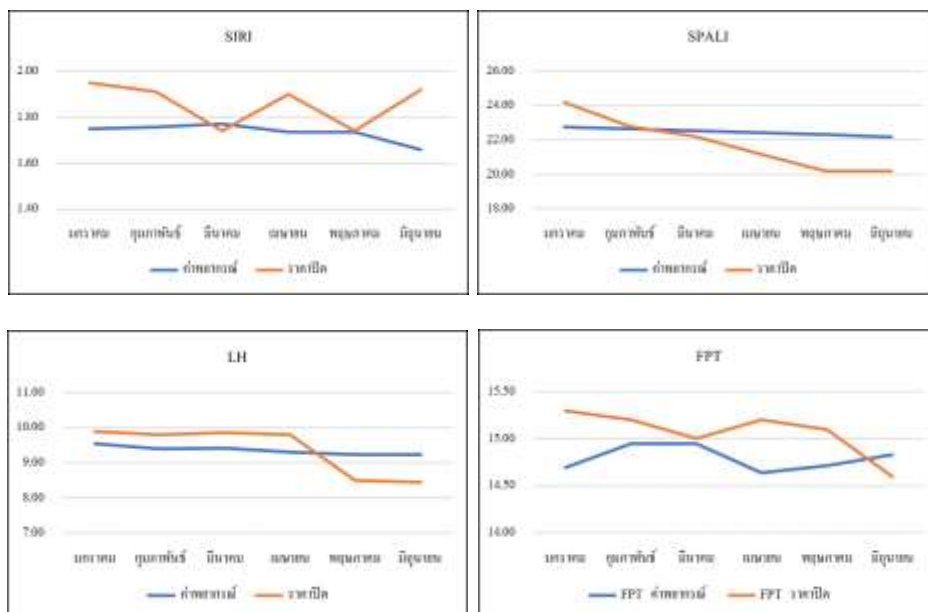 SIRI
2.00
1.80
1.60
1.40
มกราคม กุมภาพันธ์ มีนาคม เมษายน พฤษภาคม มิถุนายน
ค่าพยากรณ์ ราคาปิด
SPALI
26.00
24.00
22.00
20.00
18.00
มกราคม กุมภาพันธ์ มีนาคม เมษายน พฤษภาคม มิถุนายน
ค่าพยากรณ์ ราคาปิด
LH
11.00
10.00
9.00
8.00
7.00
มกราคม กุมภาพันธ์ มีนาคม เมษายน พฤษภาคม มิถุนายน
ค่าพยากรณ์ ราคาปิด
FPT
15.50
15.00
14.50
14.00
มกราคม กุมภาพันธ์ มีนาคม เมษายน พฤษภาคม มิถุนายน
FPT ค่าพยากรณ์ FPT ราคาปิด